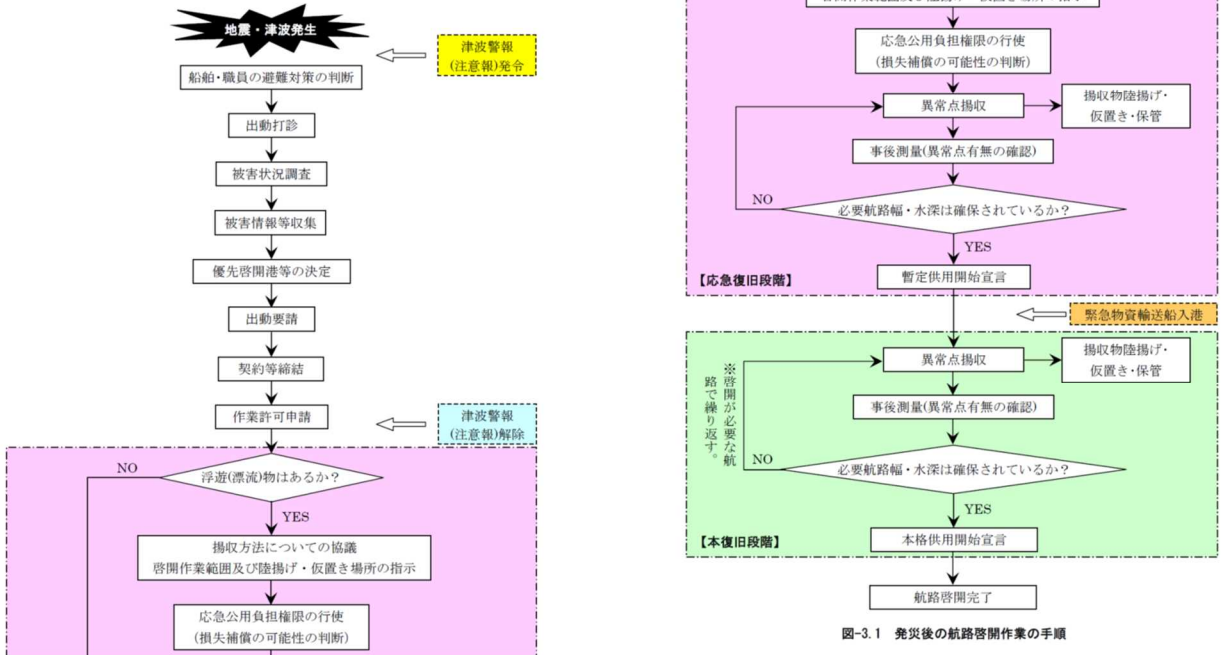 地震・津波発生
津波警報
(注意報)発令
船舶・職員の避難対策の判断
出動打診
被害状況調査
被害情報等収集
優先啓開港等の決定
出動要請
契約等締結
作業許可申請
津波警報
(注意報)解除
浮遊(漂流)物はあるか？
NO
YES
揚収方法についての協議
啓開作業範囲及び陸揚げ・仮置き場所の指示
応急公用負担権限の行使
(損失補償の可能性の判断)
応急公用負担権限の行使
(損失補償の可能性の判断)
異常点揚収
揚収物陸揚げ・
仮置き・保管
事後測量(異常点有無の確認)
必要航路幅・水深は確保されているか？
NO
YES
暫定供用開始宣言
【応急復旧段階】
緊急物資輸送船入港
異常点揚収
揚収物陸揚げ・
仮置き・保管
※啓開が必要な航
路で繰り返す。
事後測量(異常点有無の確認)
必要航路幅・水深は確保されているか？
NO
YES
本格供用開始宣言
【本復旧段階】
航路啓開完了
図-3.1 発災後の航路啓開作業の手順